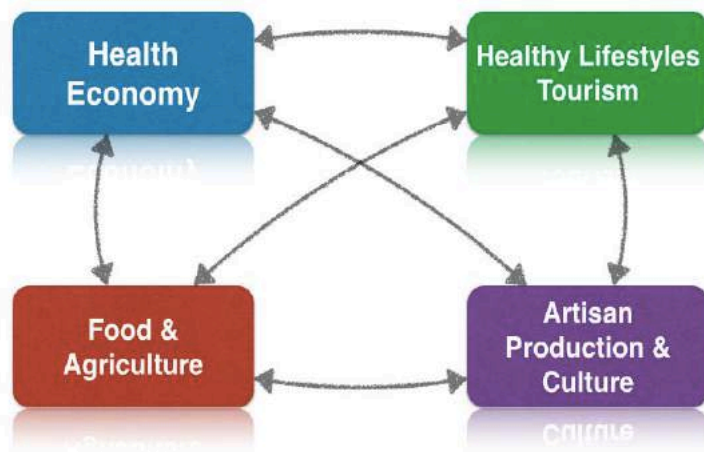 Health
Economy
Healthy Lifestyles
Tourism
Food &
Agriculture
Artisan
Production &
Culture